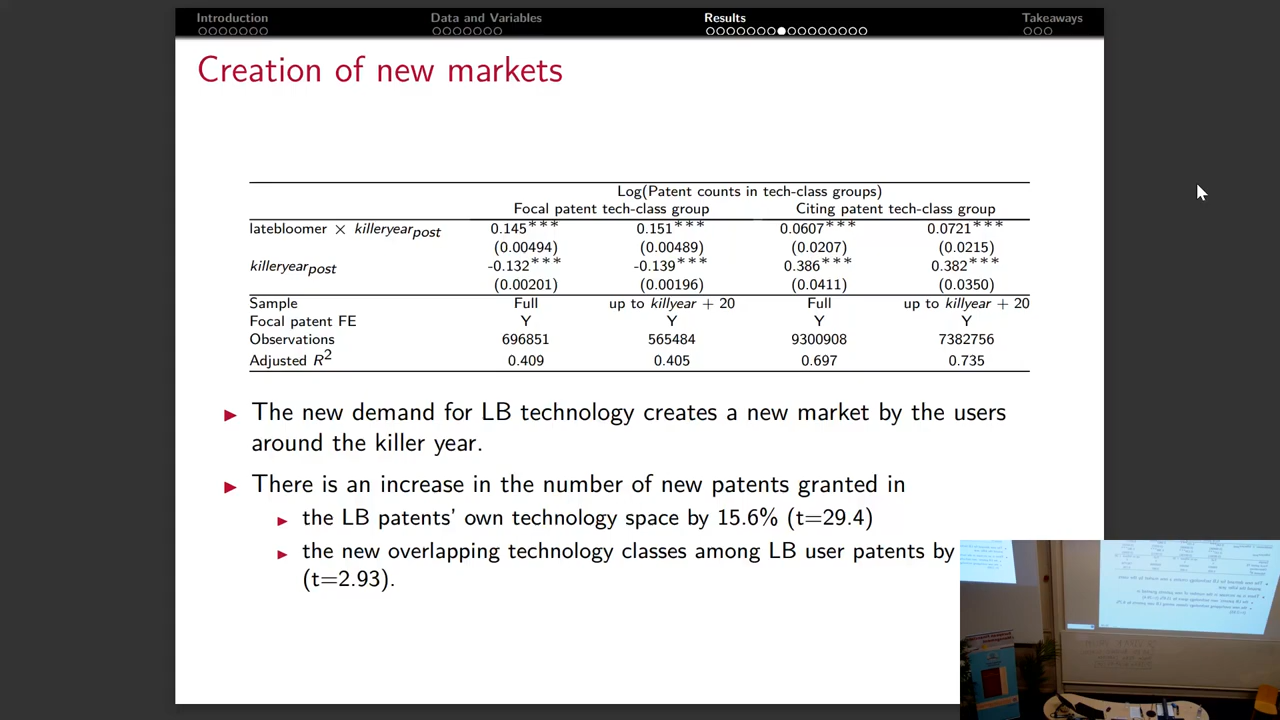 Introduction Data and Variables Results Takeaways
Creation of new markets
Log(Patent counts in tech-class groups)
Focal patent tech-class group Citing patent tech-class group
latebloomer × killeryear_post 0.145*** 0.151*** 0.0607*** 0.0721***
(0.00494) (0.00489) (0.0207) (0.0215)
killeryear_post -0.132*** -0.139*** 0.386*** 0.382***
(0.00201) (0.00196) (0.0411) (0.0350)
Sample Full up to killyear + 20 Full up to killyear + 20
Focal patent FE Y Y Y Y
Observations 696851 565484 9300908 7382756
Adjusted R² 0.409 0.405 0.697 0.735
▶ The new demand for LB technology creates a new market by the users
around the killer year.
▶ There is an increase in the number of new patents granted in
▶ the LB patents' own technology space by 15.6% (t=29.4)
▶ the new overlapping technology classes among LB user patents by
(t=2.93).